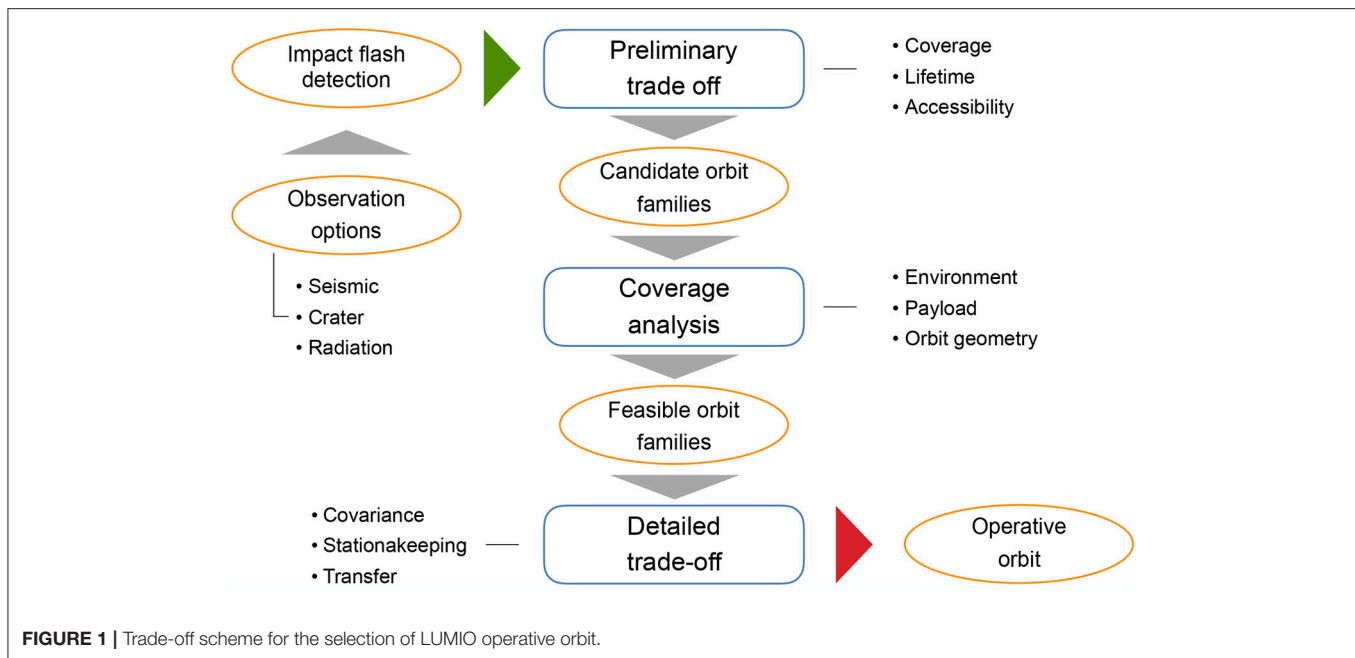 Impact flash
detection
Preliminary
trade off
• Coverage
• Lifetime
• Accessibility
Observation
options
• Seismic
• Crater
• Radiation
Candidate orbit
families
Coverage
analysis
• Environment
• Payload
• Orbit geometry
Feasible orbit
families
• Covariance
• Stationakeeping
• Transfer
Detailed
trade-off
Operative
orbit
FIGURE 1 | Trade-off scheme for the selection of LUMIO operative orbit.